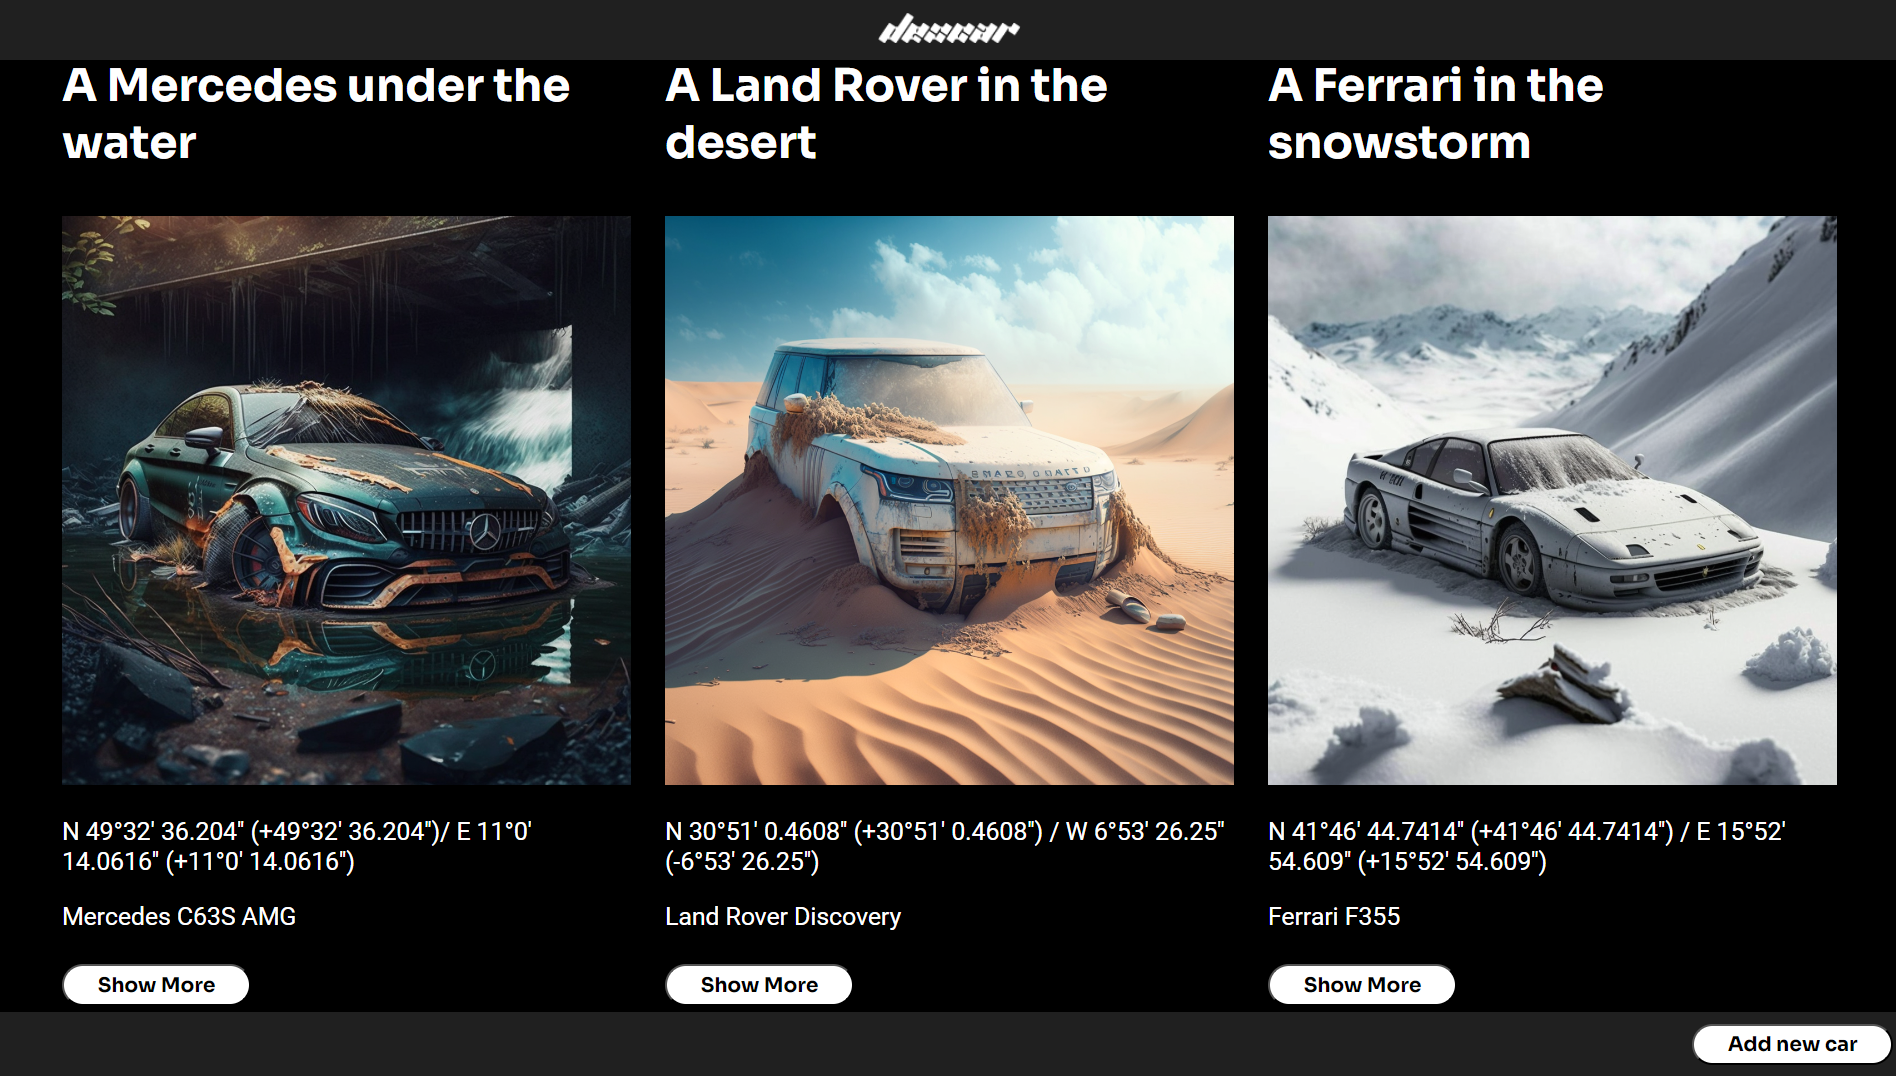 descar
A Mercedes under the
water
A Land Rover in the
desert
A Ferrari in the
snowstorm
N 49°32' 36.204" (+49°32' 36.204")/ E 11°0'
14.0616" (+11°0' 14.0616")
N 30°51' 0.4608" (+30°51' 0.4608") / W 6°53' 26.25"
(-6°53' 26.25")
N 41°46' 44.7414" (+41°46' 44.7414") / E 15°52'
54.609" (+15°52' 54.609")
Mercedes C63S AMG
Land Rover Discovery
Ferrari F355
Show More
Show More
Show More
Add new car